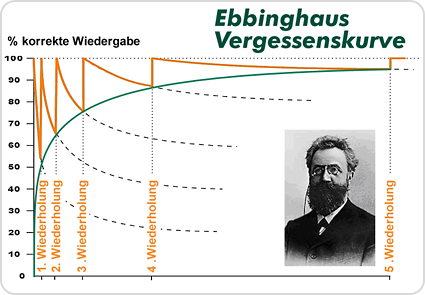 Ebbinghaus
Vergessenskurve
% korrekte Wiedergabe
100
90
80
70
60
50
40
30
20
10
0
1. Wiederholung
2. Wiederholung
3 .Wiederholung
4 .Wiederholung
5 .Wiederholung